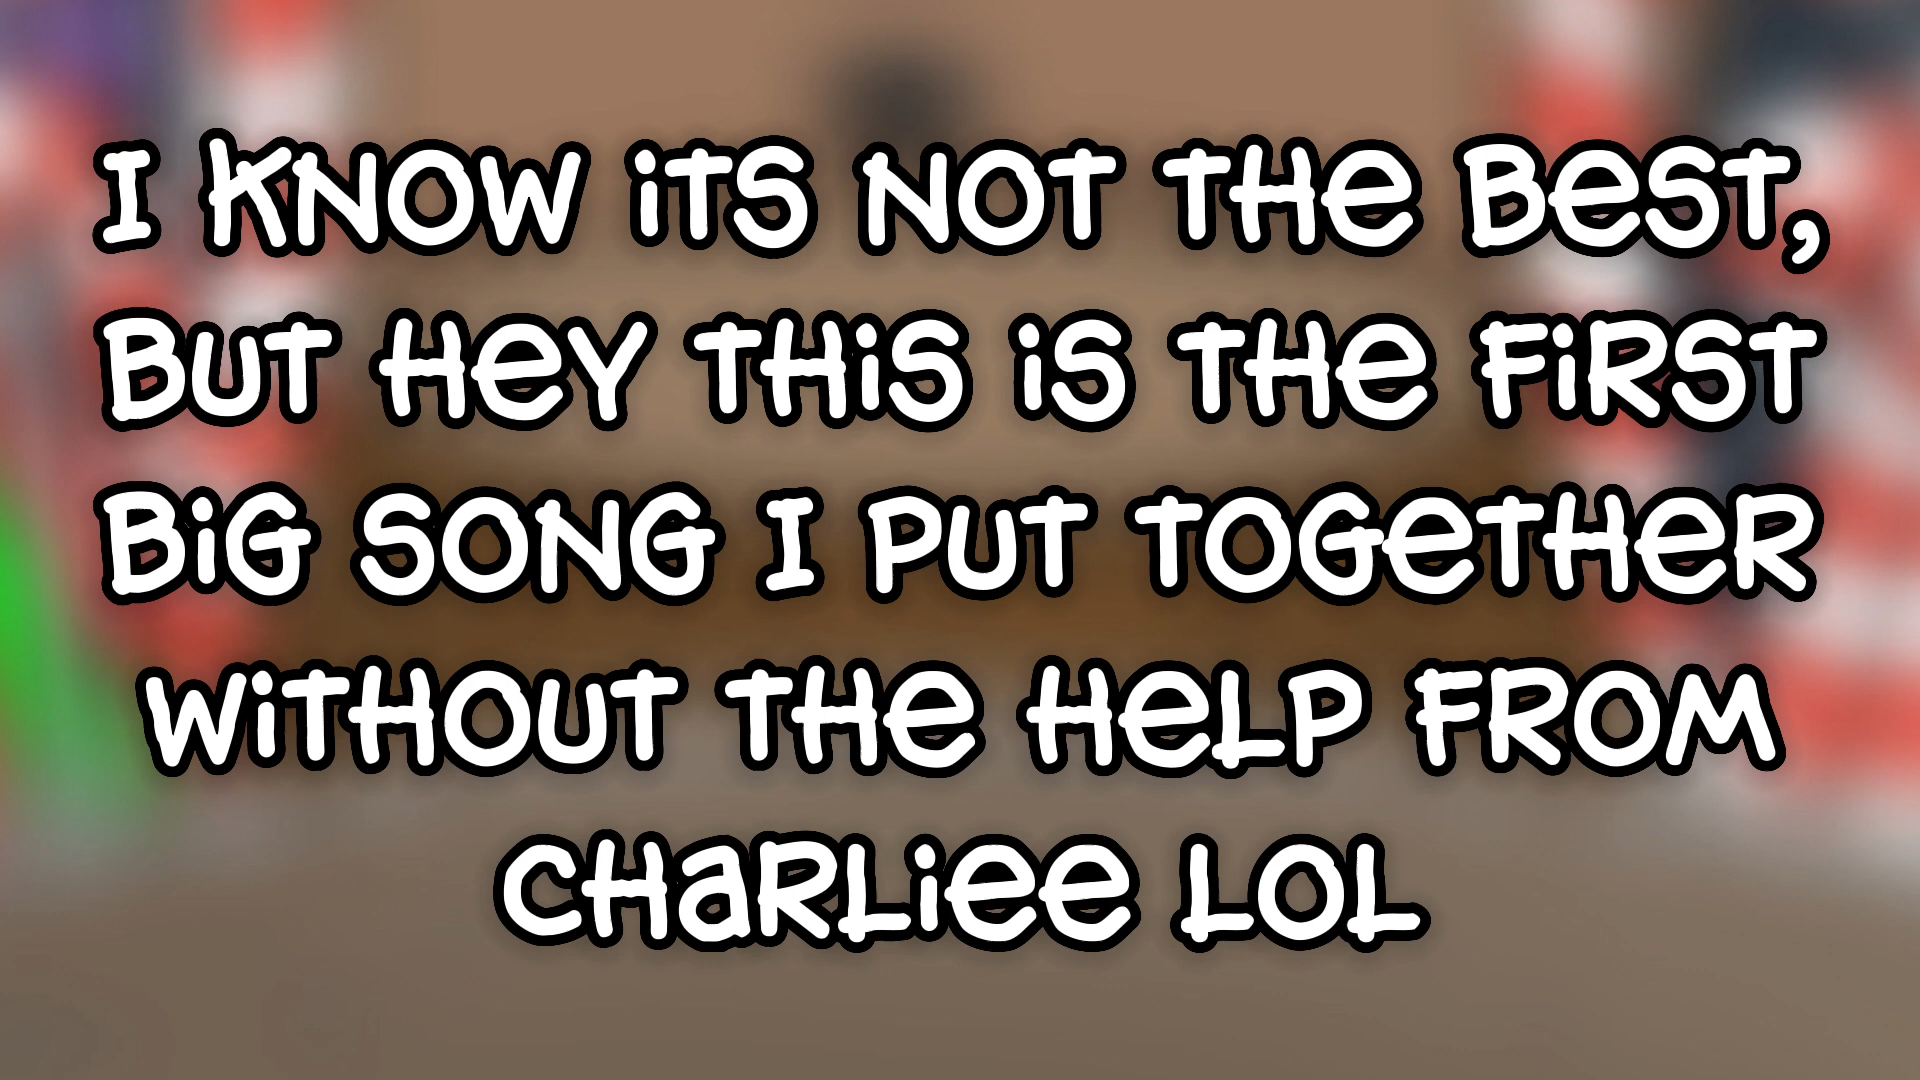 I KNOW iTS NOT THE BEST,
BUT HEY THiS iS THE FiRST
BiG SONG I PUT TOGETHER
WiTHOUT THE HELP FROM
CHARLiEE LOL